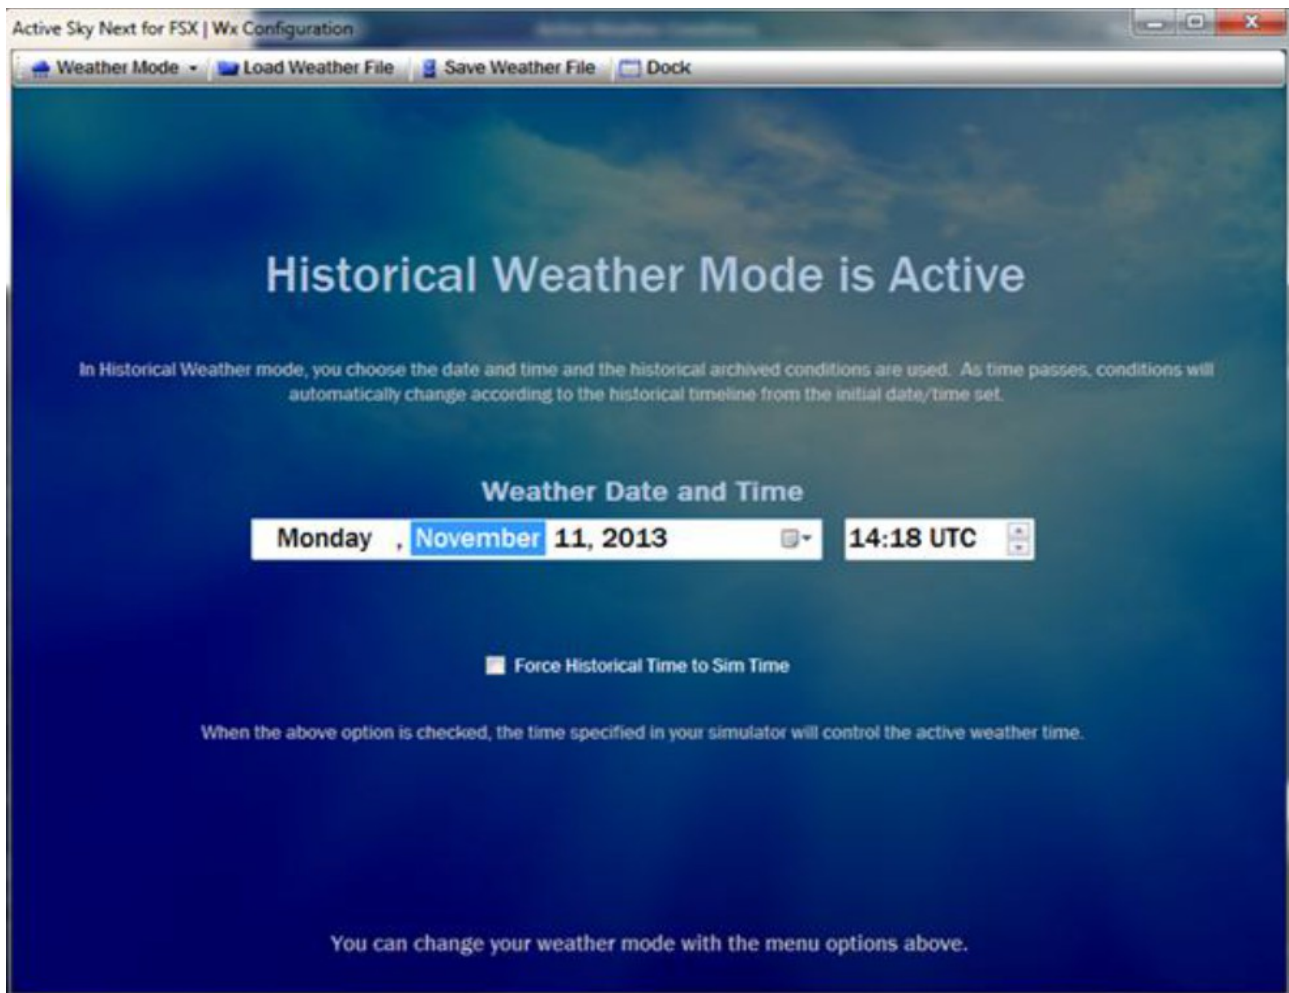 Active Sky Next for FSX | Wx Configuration
Weather Mode Load Weather File Save Weather File Dock
Historical Weather Mode is Active
In Historical Weather mode, you choose the date and time and the historical archived conditions are used. As time passes, conditions will
automatically change according to the historical timeline from the initial date/time set.
Weather Date and Time
Monday , November 11, 2013 14:18 UTC
Force Historical Time to Sim Time
When the above option is checked, the time specified in your simulator will control the active weather time.
You can change your weather mode with the menu options above.